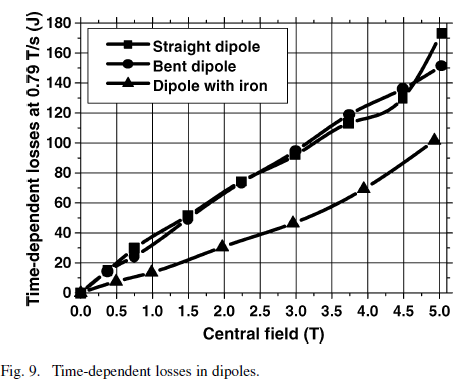 Time-dependent losses at 0.79 T/s (J)
180
160
140
120
100
80
60
40
20
0
Straight dipole
Bent dipole
Dipole with iron
0.0 0.5 1.0 1.5 2.0 2.5 3.0 3.5 4.0 4.5 5.0
Central field (T)
Fig. 9. Time-dependent losses in dipoles.